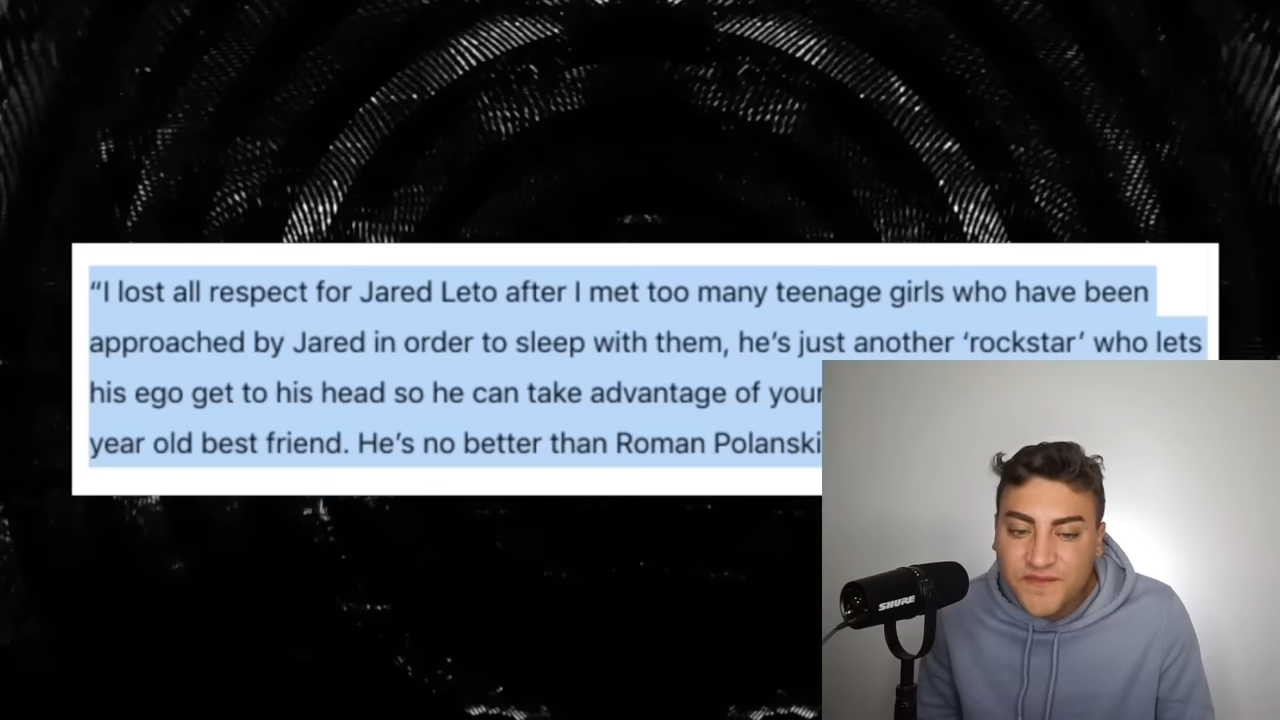 “I lost all respect for Jared Leto after I met too many teenage girls who have been
approached by Jared in order to sleep with them, he’s just another ‘rockstar’ who lets
his ego get to his head so he can take advantage of
year old best friend. He’s no better than Roman Polanski
SHURE